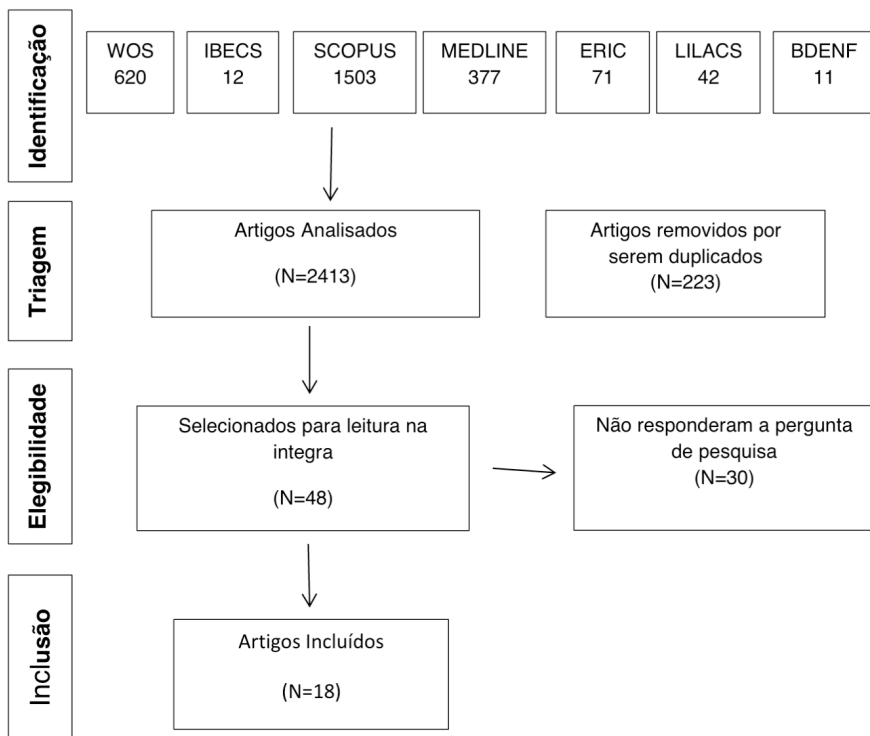 Identificação
WOS
620
IBECS
12
SCOPUS
1503
MEDLINE
377
ERIC
71
LILACS
42
BDENF
11
Triagem
Artigos Analisados
(N=2413)
Artigos removidos por
serem duplicados
(N=223)
Elegibilidade
Selecionados para leitura na
integra
(N=48)
Não responderam a pergunta
de pesquisa
(N=30)
Inclusão
Artigos Incluídos
(N=18)